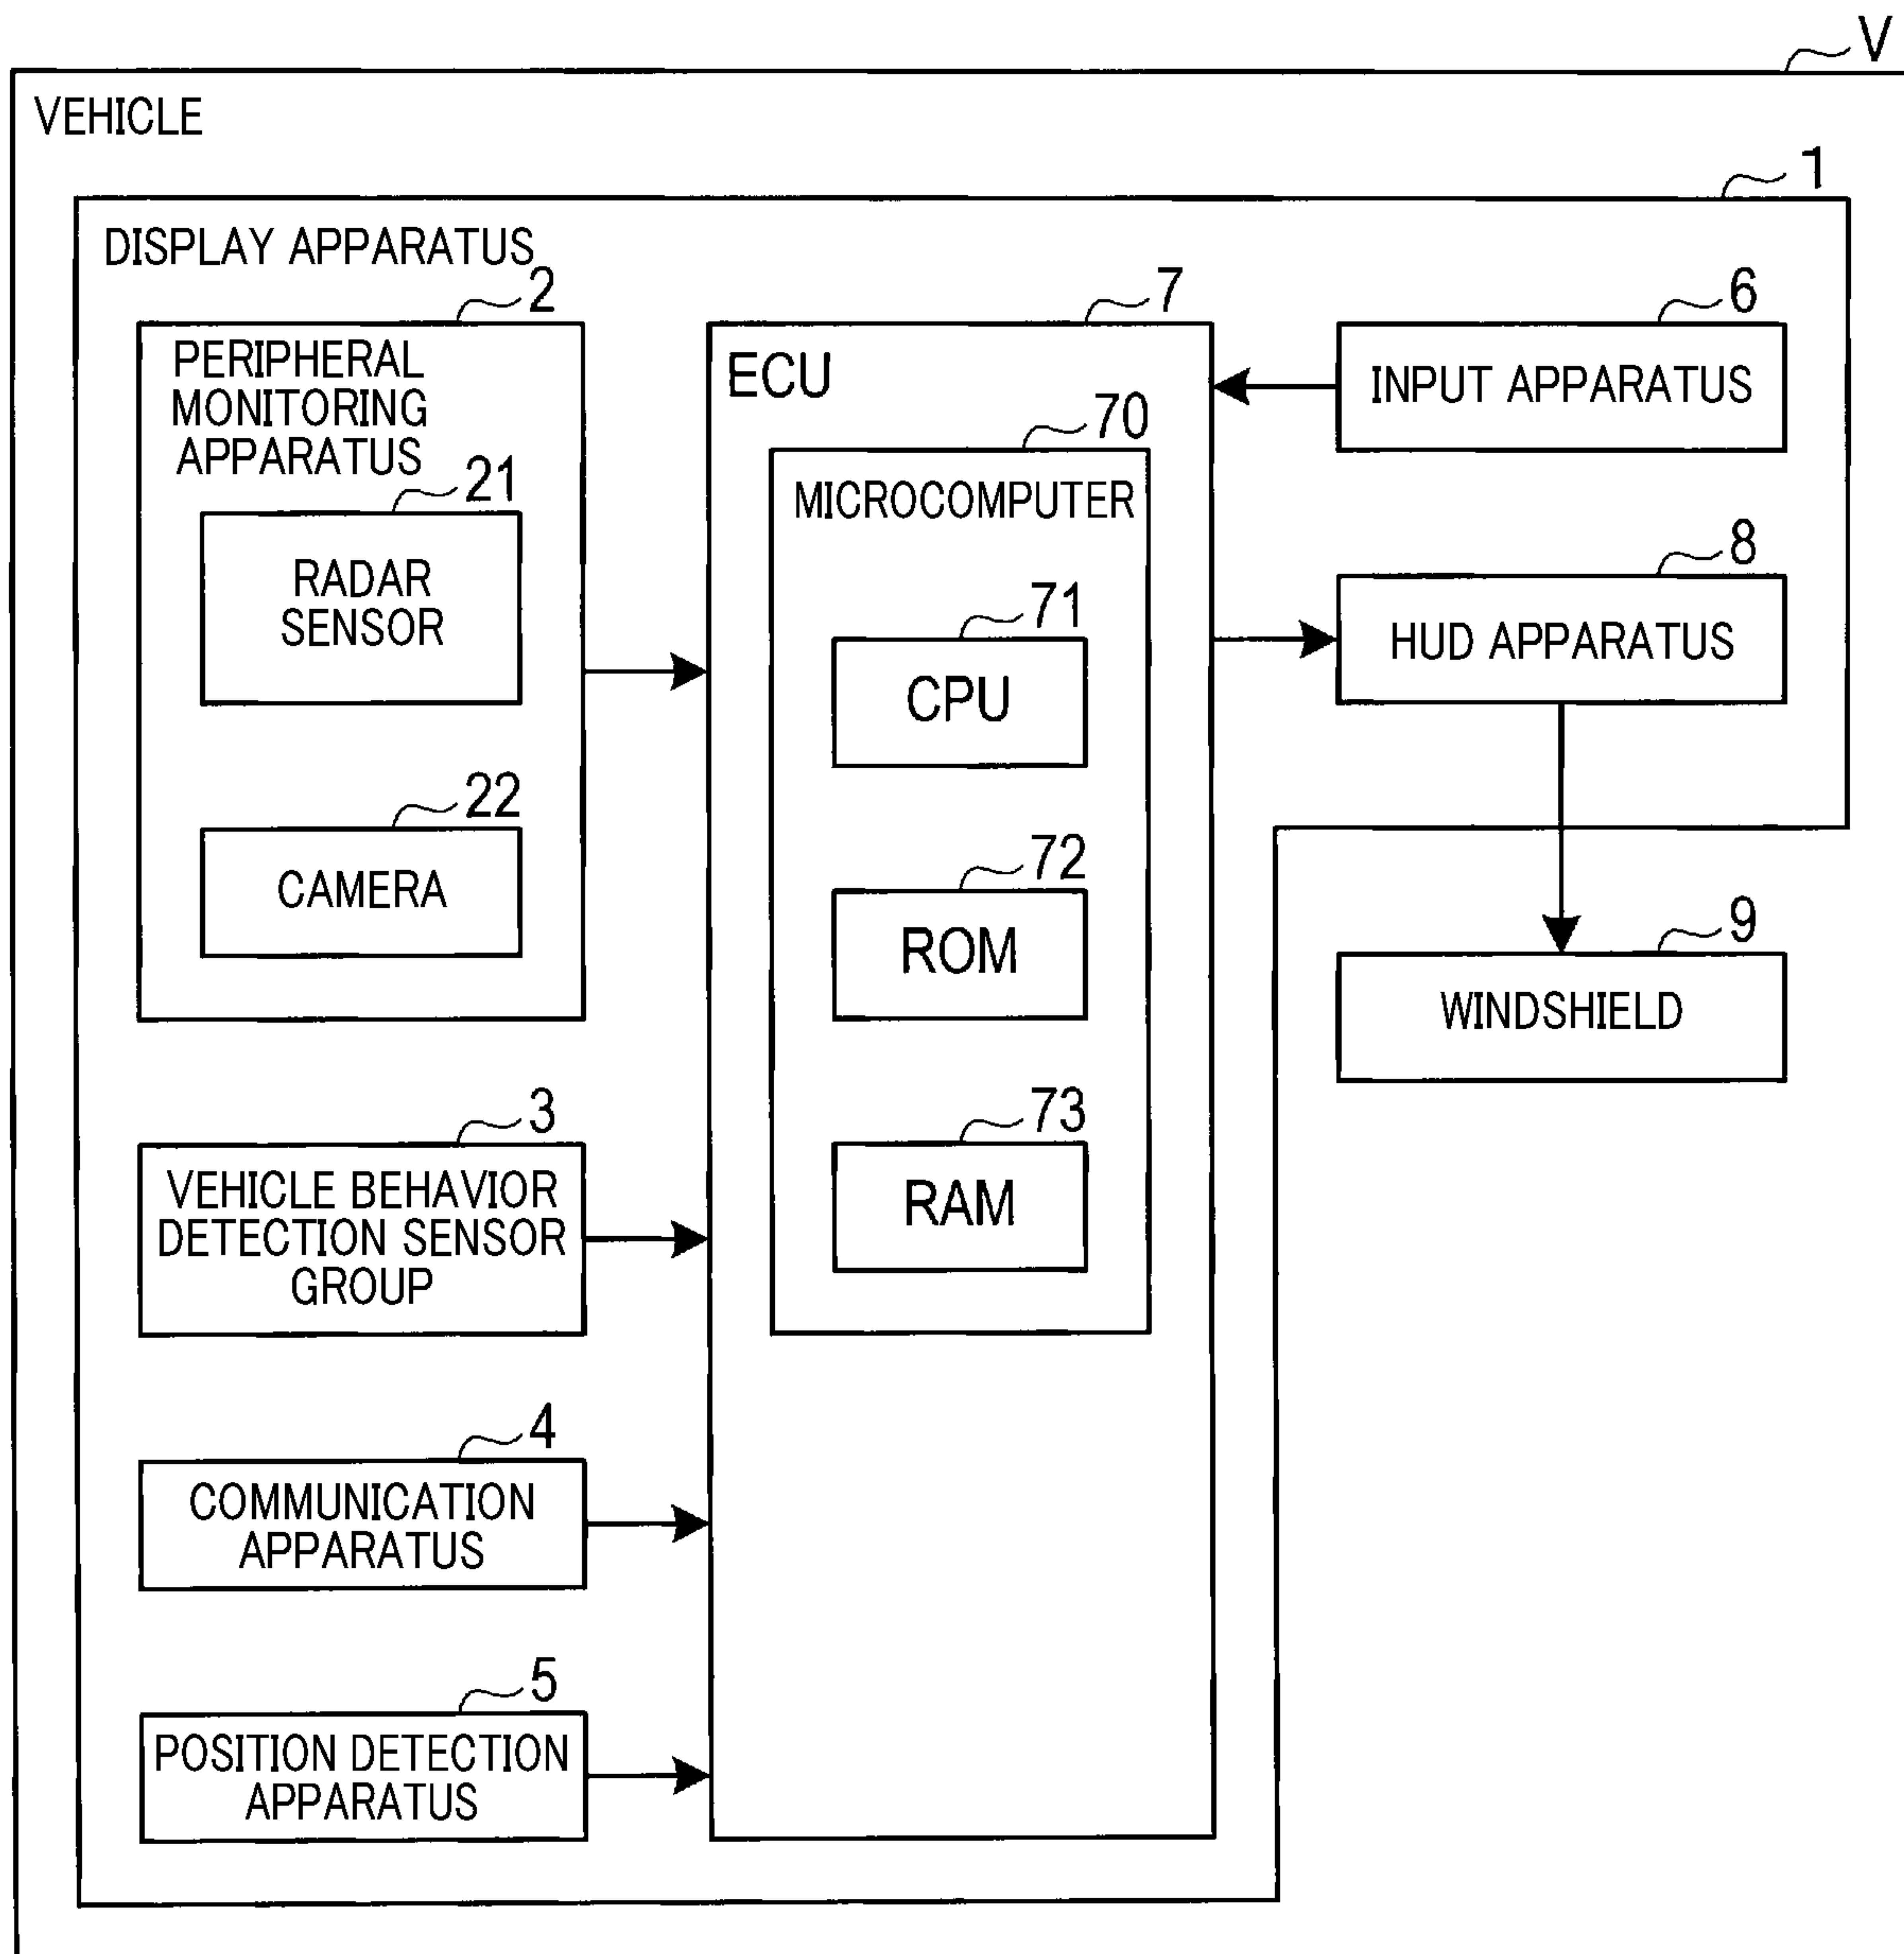 V
VEHICLE
1
DISPLAY APPARATUS
2
PERIPHERAL
MONITORING
APPARATUS
21
RADAR
SENSOR
22
CAMERA
3
VEHICLE BEHAVIOR
DETECTION SENSOR
GROUP
4
COMMUNICATION
APPARATUS
5
POSITION DETECTION
APPARATUS
7
ECU
70
MICROCOMPUTER
71
CPU
72
ROM
73
RAM
6
INPUT APPARATUS
8
HUD APPARATUS
9
WINDSHIELD